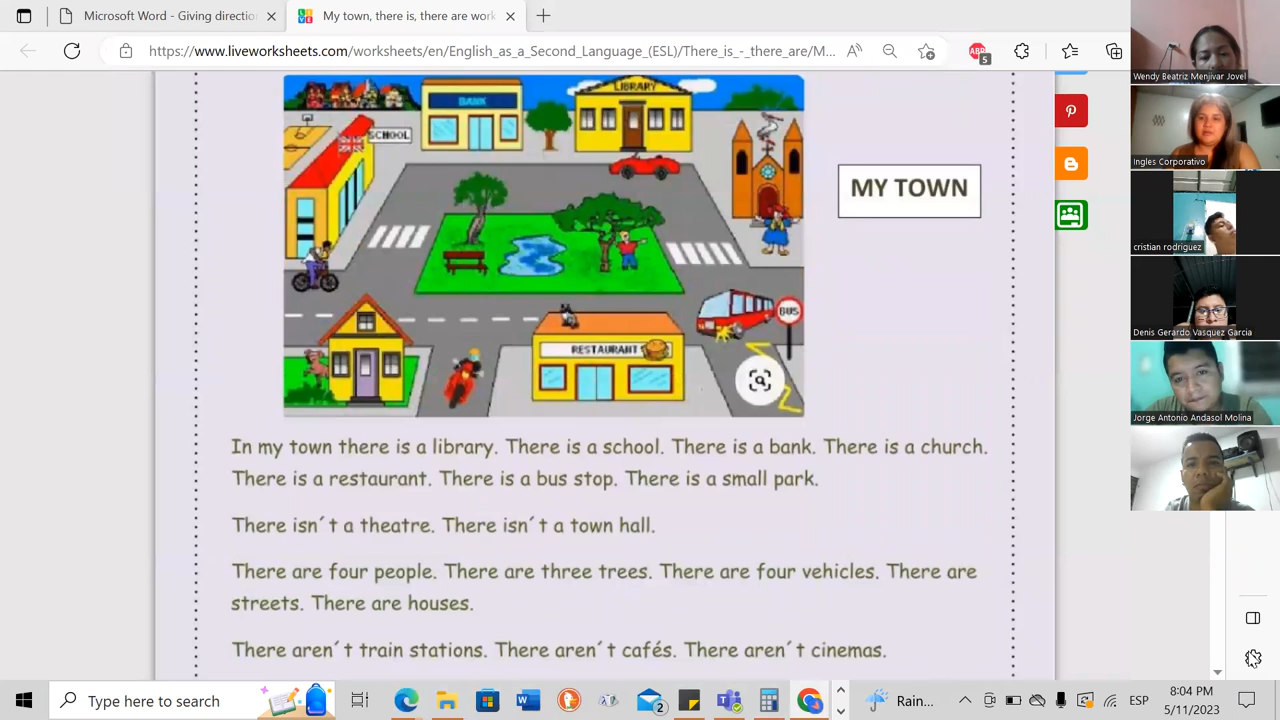 Microsoft Word - Giving direction
My town, there is, there are work
https://www.liveworksheets.com/worksheets/en/English_as_a_Second_Language_(ESL)/There_is_-_there_are/M...
ABP
5
BANK
LIBRARY
SCHOOL
MY TOWN
BUS
RESTAURANT
In my town there is a library. There is a school. There is a bank. There is a church.
There is a restaurant. There is a bus stop. There is a small park.
There isn´t a theatre. There isn´t a town hall.
There are four people. There are three trees. There are four vehicles. There are
streets. There are houses.
There aren´t train stations. There aren´t cafés. There aren´t cinemas.
Wendy Beatriz Menjivar Jovel
Ingles Corporativo
cristian rodriguez
Denis Gerardo Vasquez Garcia
Jorge Antonio Andasol Molina
Type here to search
2
Rain...
ESP
8:04 PM
5/11/2023